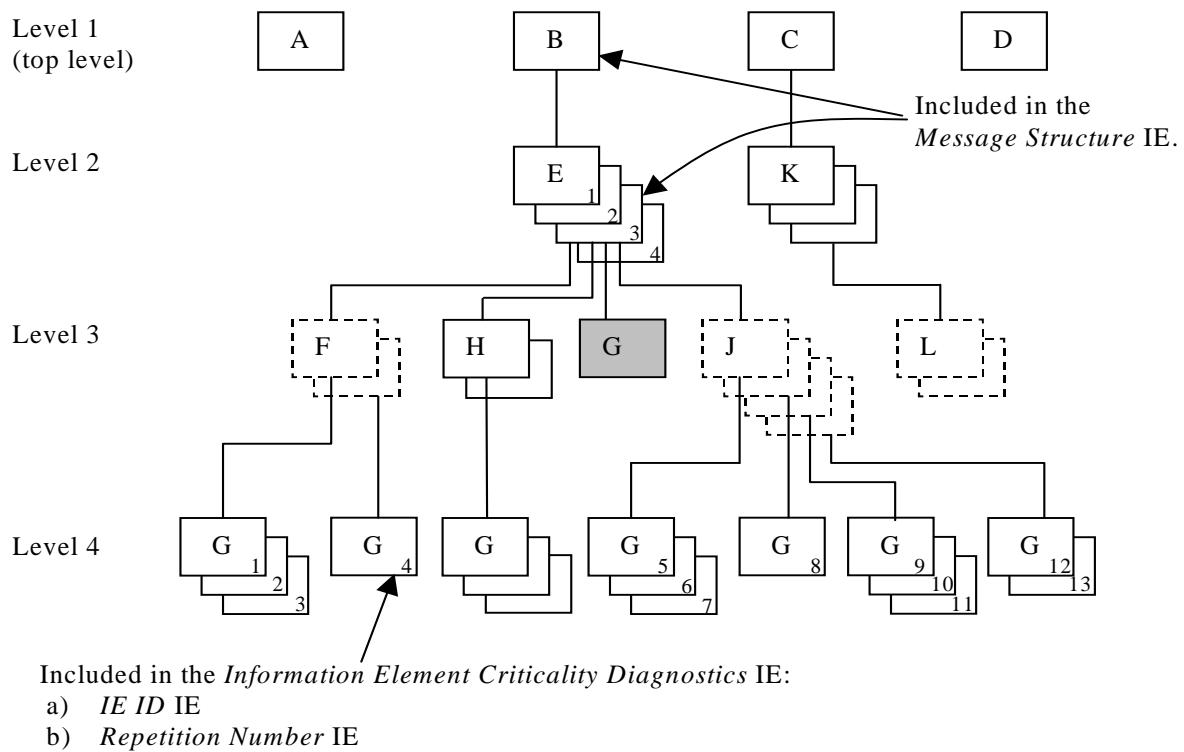 Level 1
(top level)
A
B
C
D
Included in the
Message Structure IE.
Level 2
E
1
2
3
4
K
Level 3
F
H
G
J
L
Level 4
G
1
2
3
G
4
G
G
5
6
7
G
8
G
9
10
11
G
12
13
Included in the Information Element Criticality Diagnostics IE:
a) IE ID IE
b) Repetition Number IE